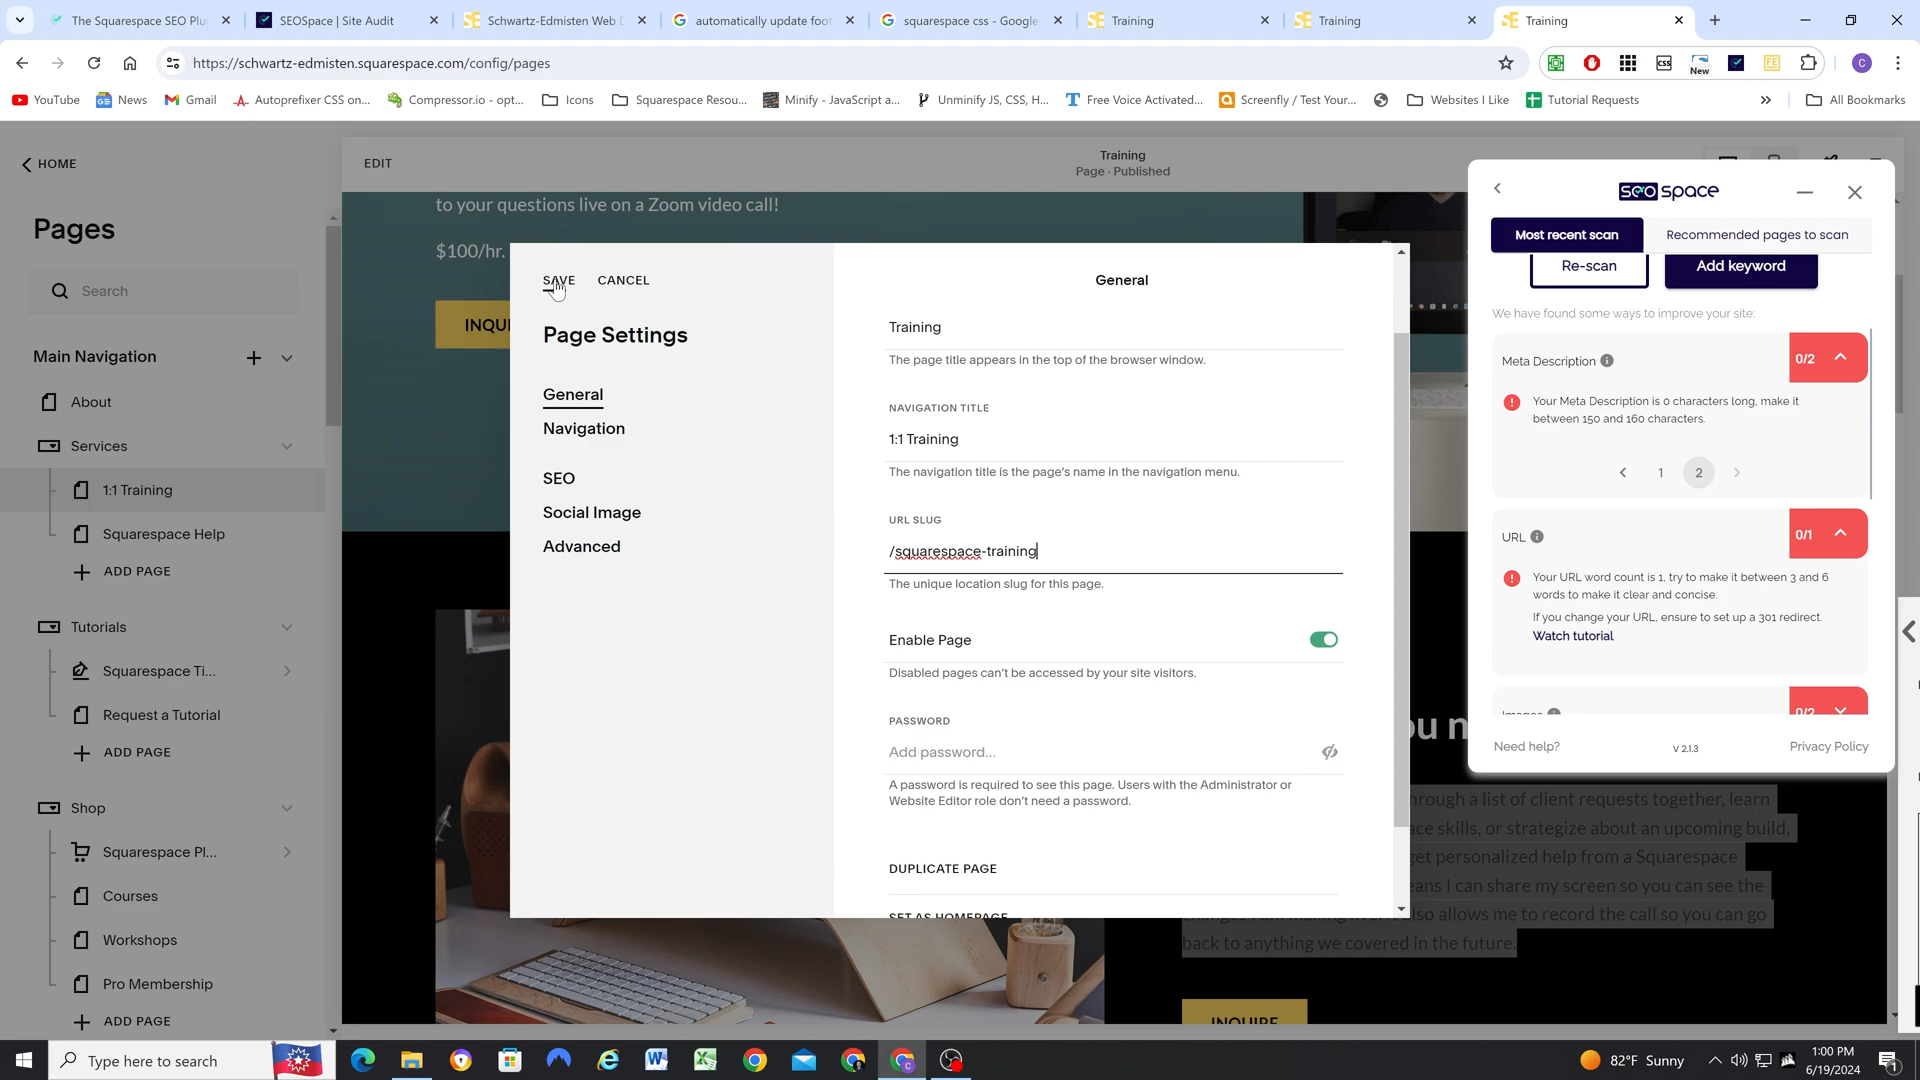 The Squarespace SEO Plu
SEOSpace | Site Audit
Schwartz-Edmisten Web D
automatically update foot
squarespace css - Google
Training
Training
Training
https://schwartz-edmisten.squarespace.com/config/pages
css
New
C
YouTube
News
Gmail
Autoprefixer CSS on...
Compressor.io - opt...
Icons
Squarespace Resou...
Minify - JavaScript a...
Unminify JS, CSS, H...
Free Voice Activated...
Screenfly / Test Your...
Websites I Like
Tutorial Requests
All Bookmarks
HOME
Pages
Search
Main Navigation
About
Services
1:1 Training
Squarespace Help
ADD PAGE
Tutorials
Squarespace Ti...
Request a Tutorial
ADD PAGE
Shop
Squarespace Pl...
Courses
Workshops
Pro Membership
ADD PAGE
EDIT
Training
Page · Published
to your questions live on a Zoom video call!
$100/hr.
SAVE
CANCEL
Page Settings
General
Navigation
SEO
Social Image
Advanced
General
Training
The page title appears in the top of the browser window.
NAVIGATION TITLE
1:1 Training
The navigation title is the page's name in the navigation menu.
URL SLUG
/squarespace-training
The unique location slug for this page.
Enable Page
Disabled pages can't be accessed by your site visitors.
PASSWORD
Add password...
A password is required to see this page. Users with the Administrator or
Website Editor role don't need a password.
DUPLICATE PAGE
SET AS HOMEPAGE
through a list of client requests together, learn
skills, or strategize about an upcoming build,
get personalized help from a Squarespace
I can share my screen so you can see the
allows me to record the call so you can go
back to anything we covered in the future.
INQUIRE
seo space
Most recent scan
Recommended pages to scan
Re-scan
Add keyword
We have found some ways to improve your site:
Meta Description
0/2
Your Meta Description is 0 characters long, make it
between 150 and 160 characters.
1
2
URL
0/1
Your URL word count is 1, try to make it between 3 and 6
words to make it clear and concise.
If you change your URL, ensure to set up a 301 redirect.
Watch tutorial
Images
0/2
Need help?
V 2.1.3
Privacy Policy
Type here to search
82°F Sunny
1:00 PM
6/19/2024
1